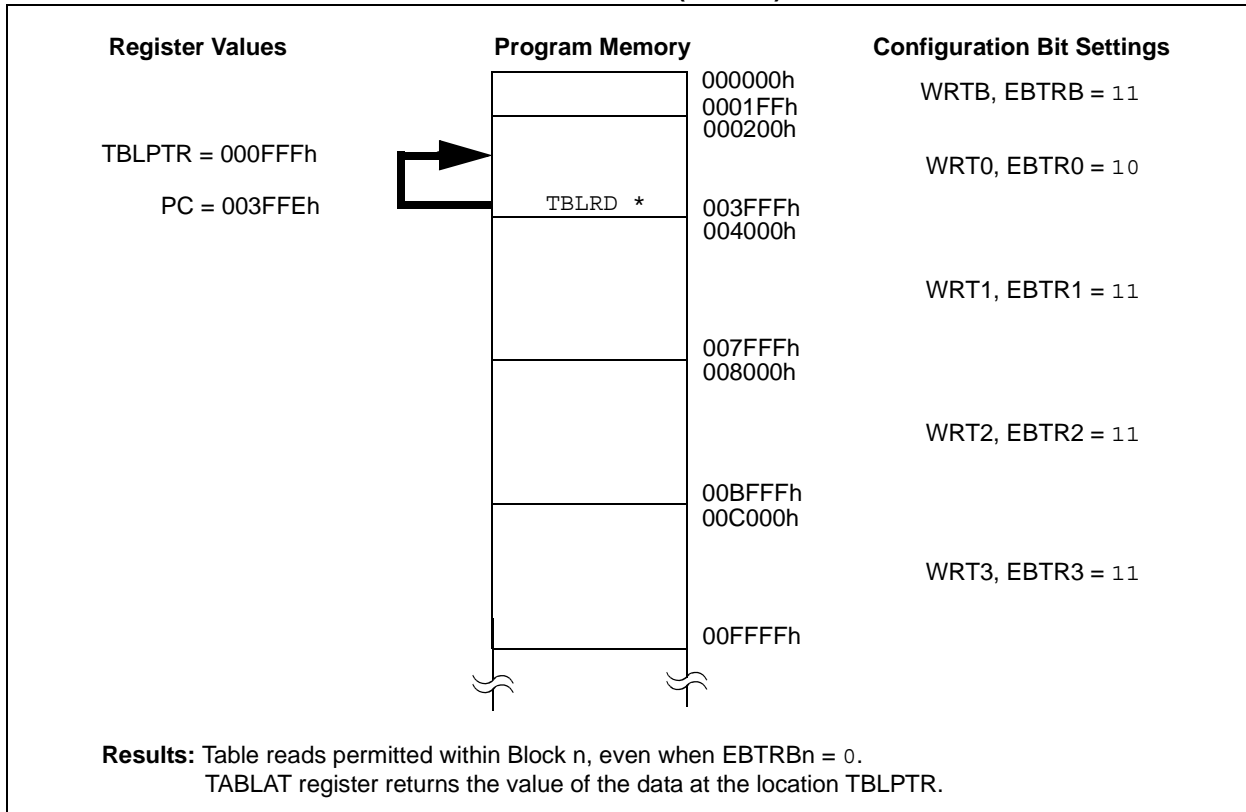 Register Values Program Memory Configuration Bit Settings
000000h
WRTB, EBTRB = 11
0001FFh
000200h
TBLPTR = 000FFFh
WRT0, EBTR0 = 10
PC = 003FFEh
TBLRD *
003FFFh
004000h
WRT1, EBTR1 = 11
007FFFh
008000h
WRT2, EBTR2 = 11
00BFFFh
00C000h
WRT3, EBTR3 = 11
00FFFFh
Results: Table reads permitted within Block n, even when EBTRBn = 0.
TABLAT register returns the value of the data at the location TBLPTR.